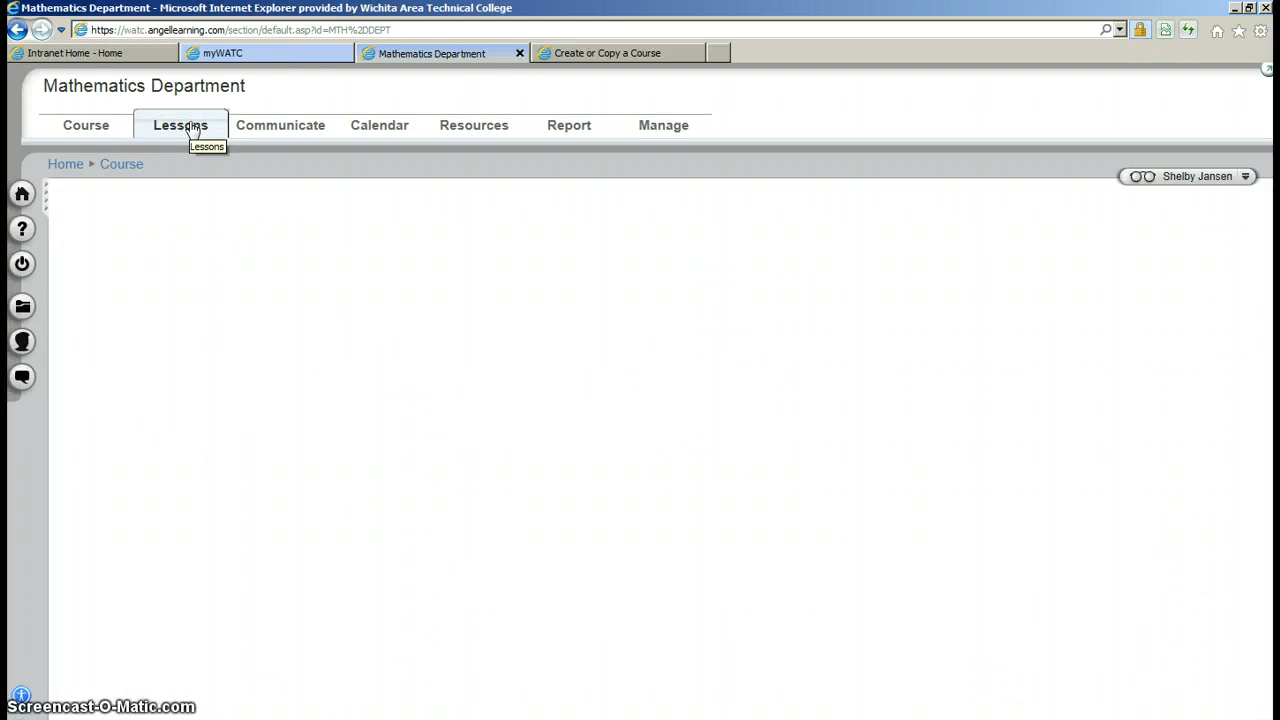 Mathematics Department - Microsoft Internet Explorer provided by Wichita Area Technical College
https://watc.angellearning.com/section/default.asp?id=MTH%2DDEPT
Intranet Home - Home myWATC Mathematics Department Create or Copy a Course
Mathematics Department
Course Lessons Communicate Calendar Resources Report Manage
Lessons
Home Course
Shelby Jansen
?
Screencast-O-Matic.com